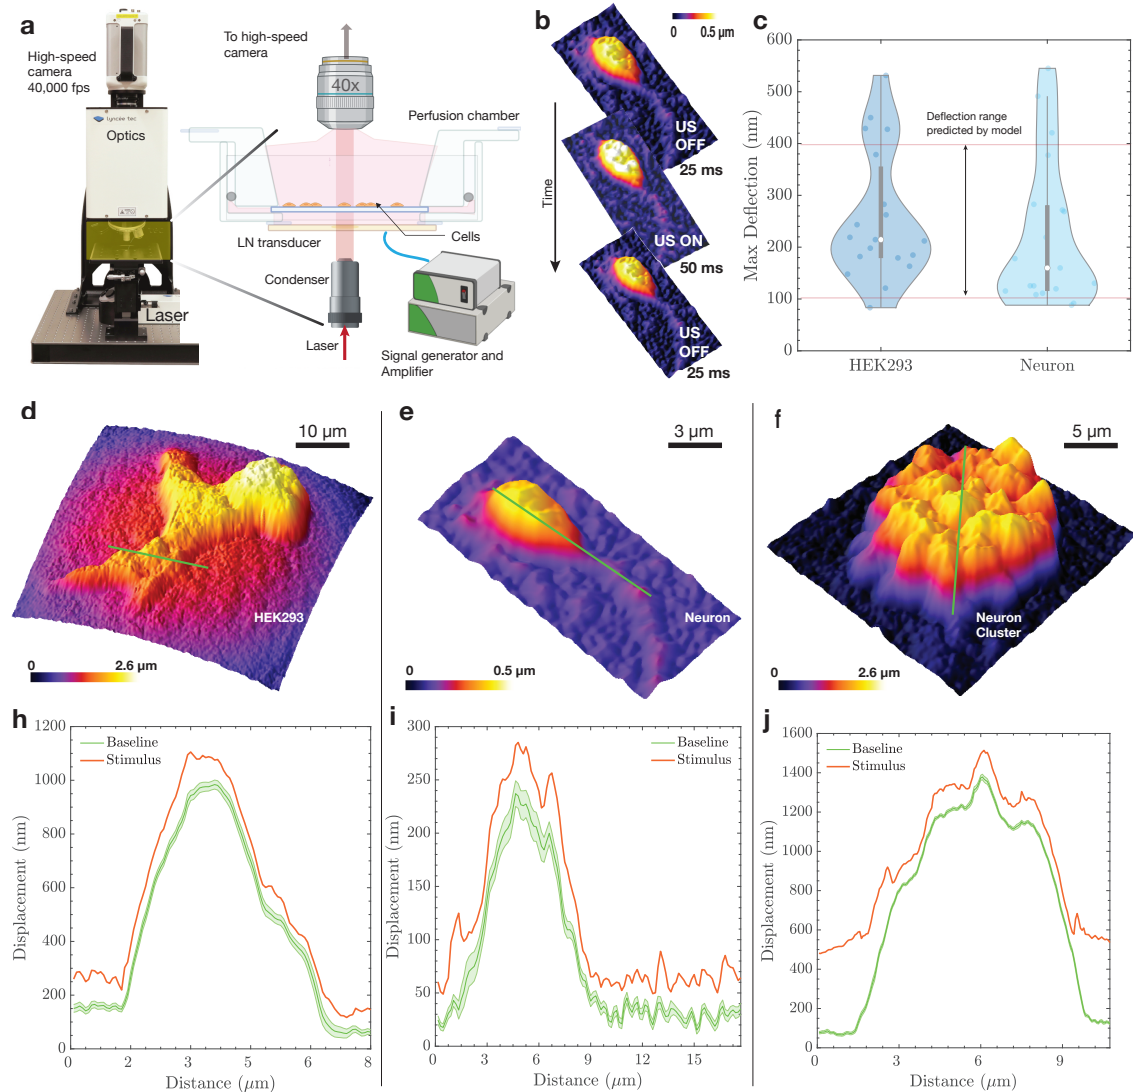 a
High-speed
camera
40,000 fps
lyncée tec
Optics
Laser
To high-speed
camera
40x
Perfusion chamber
LN transducer
Cells
Condenser
Laser
Signal generator and
Amplifier
b
0 0.5 µm
Time
US
OFF
25 ms
US ON
50 ms
US
OFF
25 ms
c
Max Deflection (nm)
600
500
400
300
200
100
0
Deflection range
predicted by model
HEK293 Neuron
d
10 µm
HEK293
0 2.6 µm
e
3 µm
Neuron
0 0.5 µm
f
5 µm
Neuron
Cluster
0 2.6 µm
h
Displacement (nm)
1200
1000
800
600
400
200
0
Baseline
Stimulus
0 2 3 5 6 8
Distance (µm)
i
Displacement (nm)
300
250
200
150
100
50
0
Baseline
Stimulus
0 3 6 9 12 15
Distance (µm)
j
Displacement (nm)
1600
1400
1200
1000
800
600
400
200
0
Baseline
Stimulus
0 3 6 9
Distance (µm)